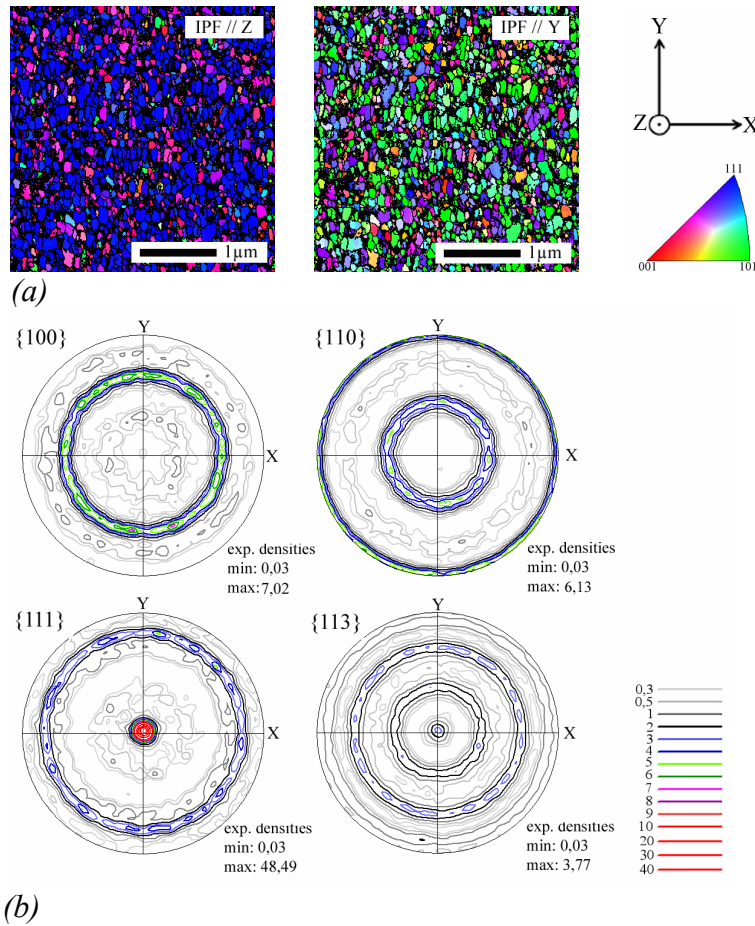 IPF // Z
IPF // Y
Y
X
Z
1µm
1µm
111
001
101
(a)
{100}
Y
X
exp. densities
min: 0,03
max:7,02
{110}
Y
X
exp. densities
min: 0,03
max: 6,13
{111}
Y
X
exp. densities
min: 0,03
max: 48,49
{113}
Y
X
exp. densities
min: 0,03
max: 3,77
0,3
0,5
1
2
3
4
5
6
7
8
9
10
20
30
40
(b)